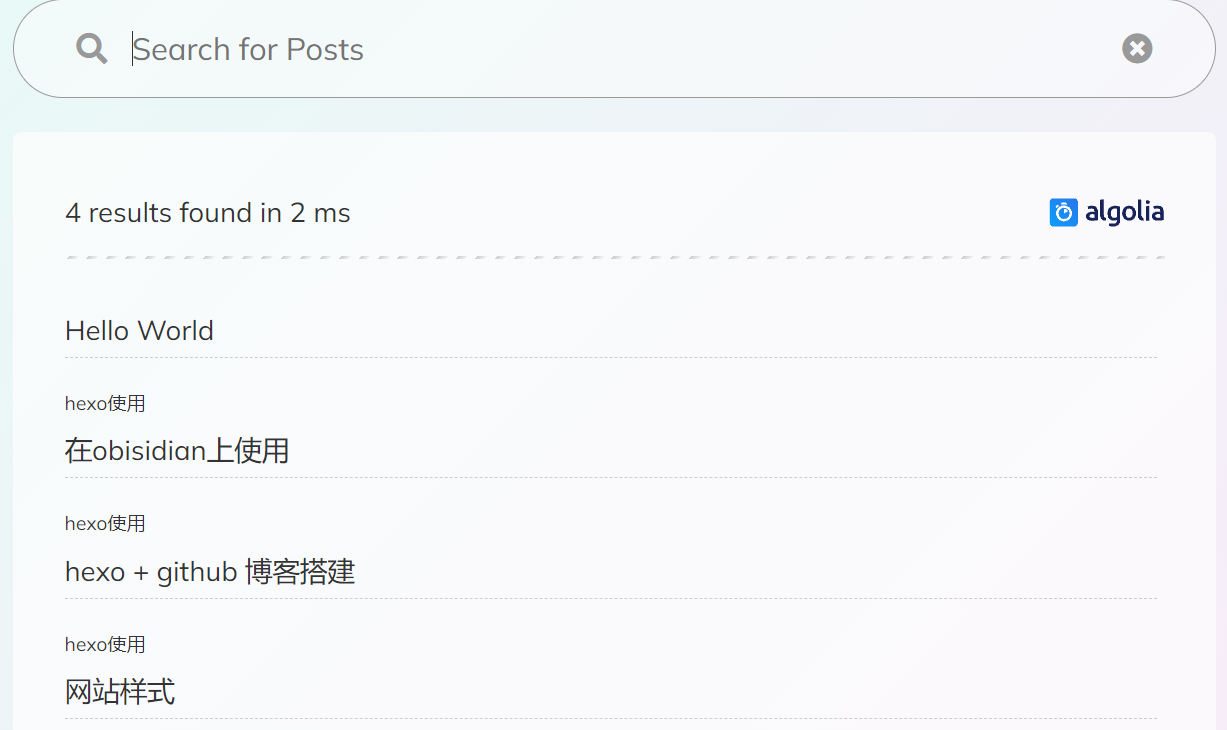 Search for Posts
4 results found in 2 ms
algolia
Hello World
hexo使用
在obisidian上使用
hexo使用
hexo + github 博客搭建
hexo使用
网站样式